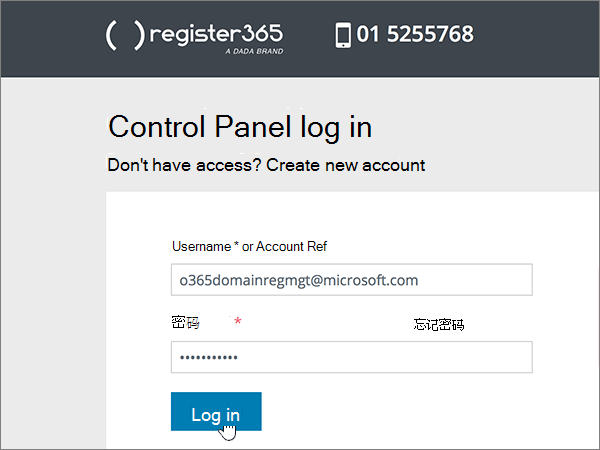 ( ) register365
A DADA BRAND
01 5255768
Control Panel log in
Don't have access? Create new account
Username * or Account Ref
o365domainregmgt@microsoft.com
密码 * 忘记密码
•••••••••••
Log in